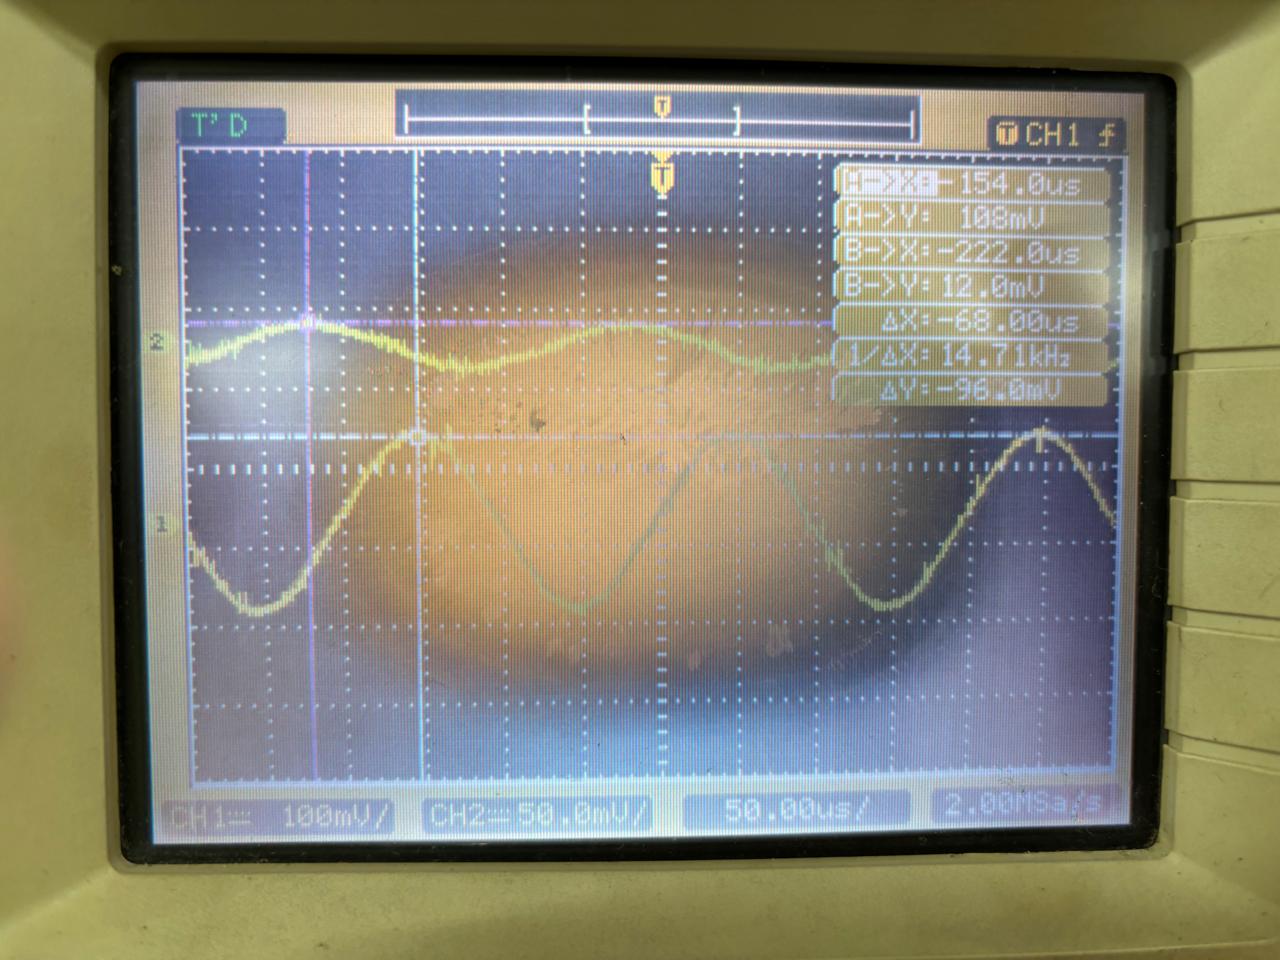 T' D
T
T CH1
T
A->X:-154.0us
A->Y: 108mV
B->X:-222.0us
B->Y: 12.0mV
ΔX:-68.00us
1/ΔX: 14.71kHz
ΔY:-96.0mV
2
1
CH1 100mV/ CH2 50.0mV/ 50.00us/ 2.00MSa/s